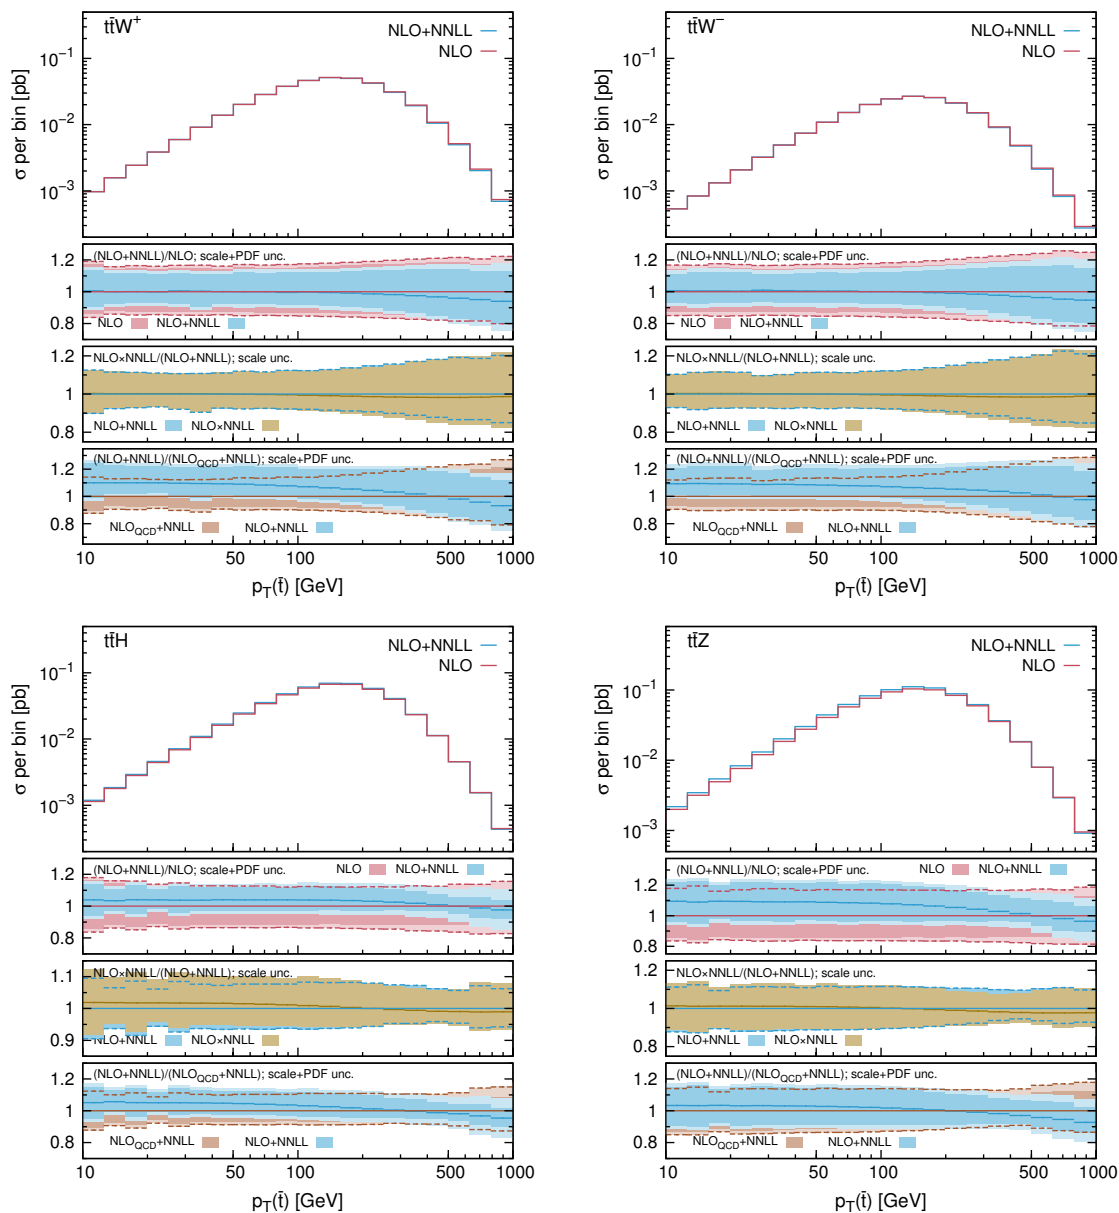 tt̄W⁺
NLO+NNLL
NLO
10⁻¹
10⁻²
10⁻³
σ per bin [pb]
(NLO+NNLL)/NLO; scale+PDF unc.
1.2
1
0.8
NLO NLO+NNLL
NLO×NNLL/(NLO+NNLL); scale unc.
1.2
1
0.8
NLO+NNLL NLO×NNLL
(NLO+NNLL)/(NLO_QCD+NNLL); scale+PDF unc.
1.2
1
0.8
NLO_QCD+NNLL NLO+NNLL
10 50 100 500 1000
p_T(t̄) [GeV]
tt̄W⁻
NLO+NNLL
NLO
10⁻¹
10⁻²
10⁻³
σ per bin [pb]
(NLO+NNLL)/NLO; scale+PDF unc.
1.2
1
0.8
NLO NLO+NNLL
NLO×NNLL/(NLO+NNLL); scale unc.
1.2
1
0.8
NLO+NNLL NLO×NNLL
(NLO+NNLL)/(NLO_QCD+NNLL); scale+PDF unc.
1.2
1
0.8
NLO_QCD+NNLL NLO+NNLL
10 50 100 500 1000
p_T(t̄) [GeV]
tt̄H
NLO+NNLL
NLO
10⁻¹
10⁻²
10⁻³
σ per bin [pb]
(NLO+NNLL)/NLO; scale+PDF unc. NLO NLO+NNLL
1.2
1
0.8
NLO×NNLL/(NLO+NNLL); scale unc.
1.1
1
0.9
NLO+NNLL NLO×NNLL
(NLO+NNLL)/(NLO_QCD+NNLL); scale+PDF unc.
1.2
1
0.8
NLO_QCD+NNLL NLO+NNLL
10 50 100 500 1000
p_T(t̄) [GeV]
tt̄Z
NLO+NNLL
NLO
10⁻¹
10⁻²
10⁻³
σ per bin [pb]
(NLO+NNLL)/NLO; scale+PDF unc. NLO NLO+NNLL
1.2
1
0.8
NLO×NNLL/(NLO+NNLL); scale unc.
1.2
1
0.8
NLO+NNLL NLO×NNLL
(NLO+NNLL)/(NLO_QCD+NNLL); scale+PDF unc.
1.2
1
0.8
NLO_QCD+NNLL NLO+NNLL
10 50 100 500 1000
p_T(t̄) [GeV]